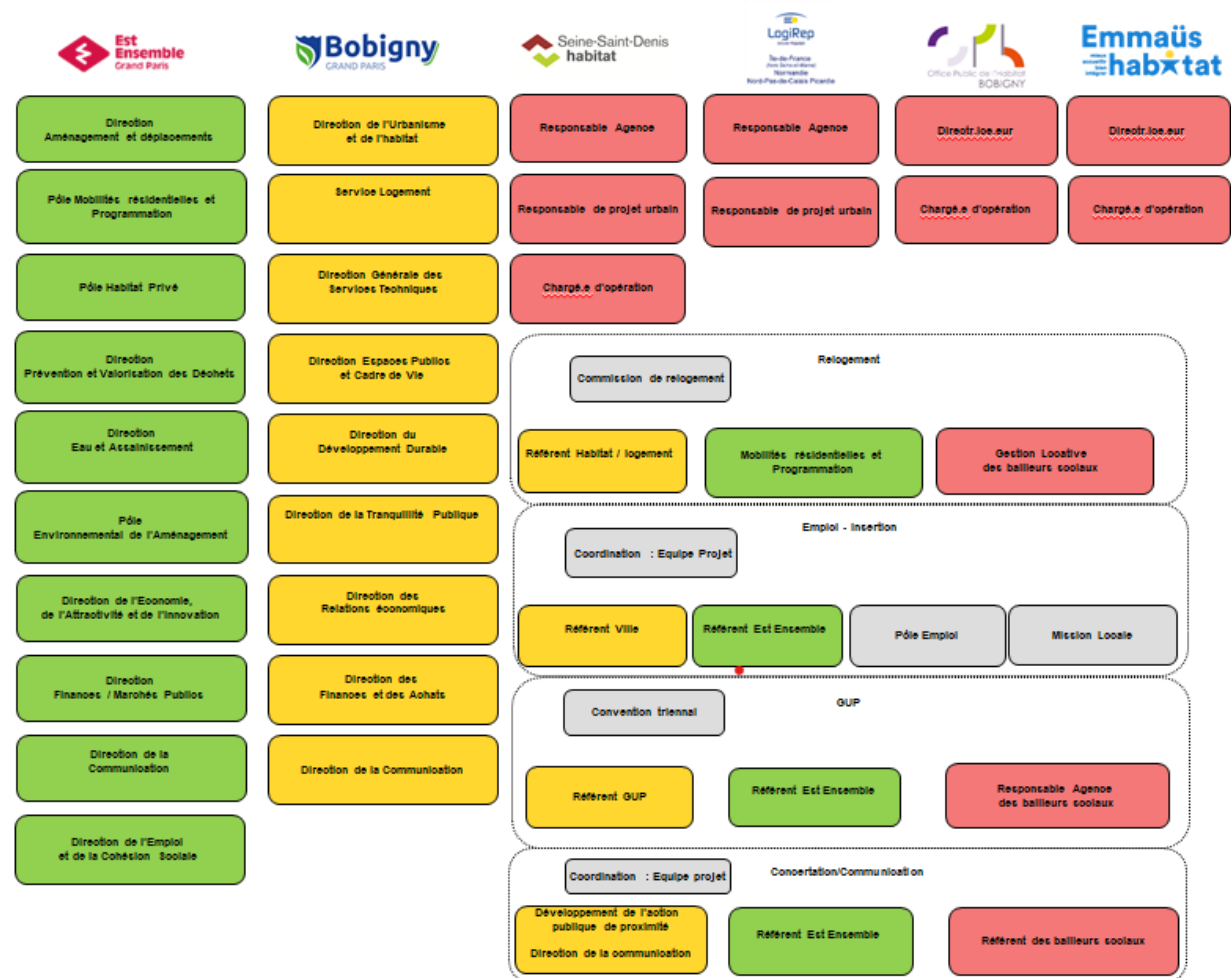 Est
Ensemble
Grand Paris
Bobigny
GRAND PARIS
Seine-Saint-Denis
habitat
LogiRep
Île-de-France
Normandie
Nord-Pas-de-Calais Picardie
Office Public de l'Habitat
BOBIGNY
Emmaüs
habitat
Direction
Aménagement et déplacements
Pôle Mobilités résidentielles et
Programmation
Pôle Habitat Privé
Direction
Prévention et Valorisation des Déchets
Direction
Eau et Assainissement
Pôle
Environnemental de l'Aménagement
Direction de l'Economie,
de l'Attractivité et de l'Innovation
Direction
Finances / Marchés Publics
Direction de la
Communication
Direction de l'Emploi
et de la Cohésion Sociale
Direction de l'Urbanisme
et de l'habitat
Service Logement
Direction Générale des
Services Techniques
Direction Espaces Publics
et Cadre de Vie
Direction du
Développement Durable
Direction de la Tranquillité Publique
Direction des
Relations économiques
Direction des
Finances et des Achats
Direction de la Communication
Responsable Agence
Responsable de projet urbain
Chargé.e d'opération
Responsable Agence
Responsable de projet urbain
Directr.ice.eur
Chargé.e d'opération
Directr.ice.eur
Chargé.e d'opération
Relogement
Commission de relogement
Référent Habitat / logement
Mobilités résidentielles et
Programmation
Gestion Locative
des bailleurs sociaux
Emploi - Insertion
Coordination : Equipe Projet
Référent Ville
Référent Est Ensemble
Pôle Emploi
Mission Locale
GUP
Convention triennal
Référent GUP
Référent Est Ensemble
Responsable Agence
des bailleurs sociaux
Concertation/Communication
Coordination : Equipe projet
Développement de l'action
publique de proximité
Direction de la communication
Référent Est Ensemble
Référent des bailleurs sociaux